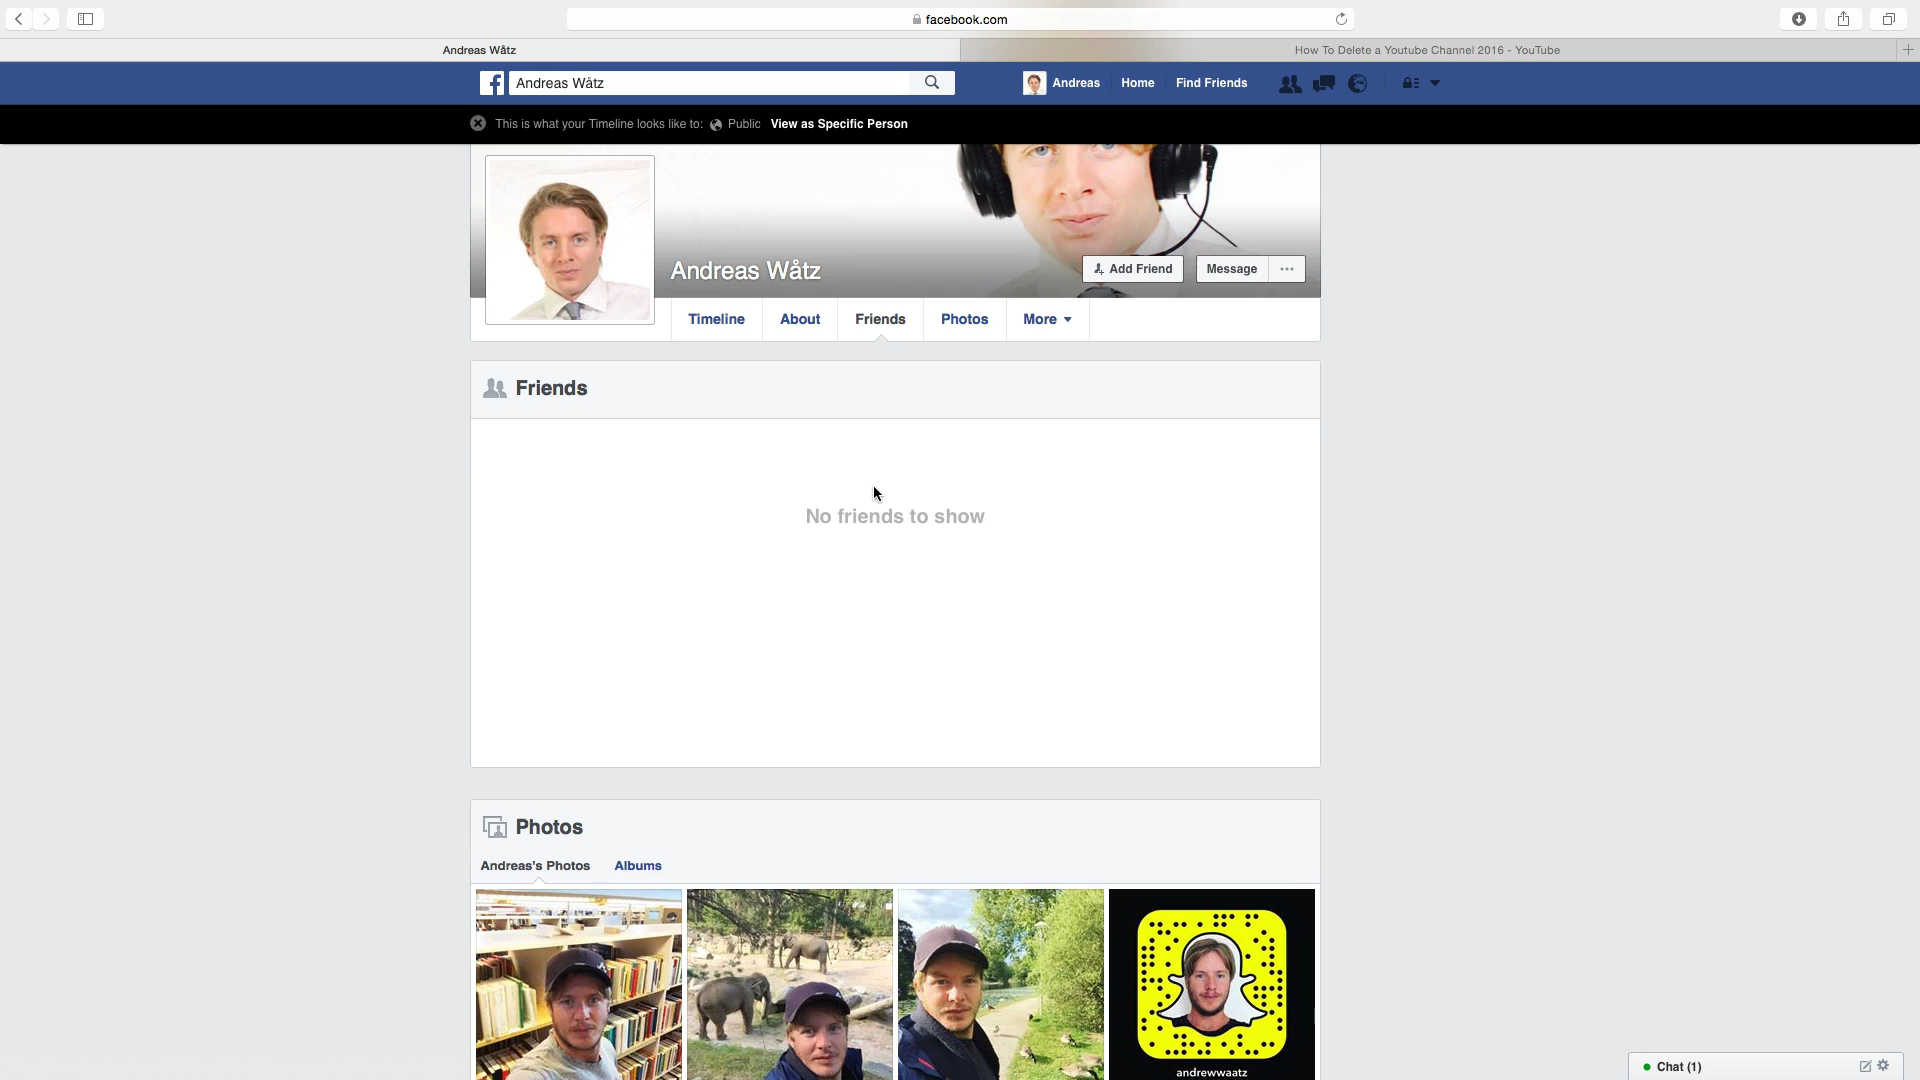 facebook.com
Andreas Wåtz
How To Delete a Youtube Channel 2016 - YouTube
Andreas Wåtz
Andreas
Home
Find Friends
This is what your Timeline looks like to: Public View as Specific Person
Andreas Wåtz
Add Friend
Message
Timeline
About
Friends
Photos
More
Friends
No friends to show
Photos
Andreas's Photos
Albums
andrewwaatz
Chat (1)